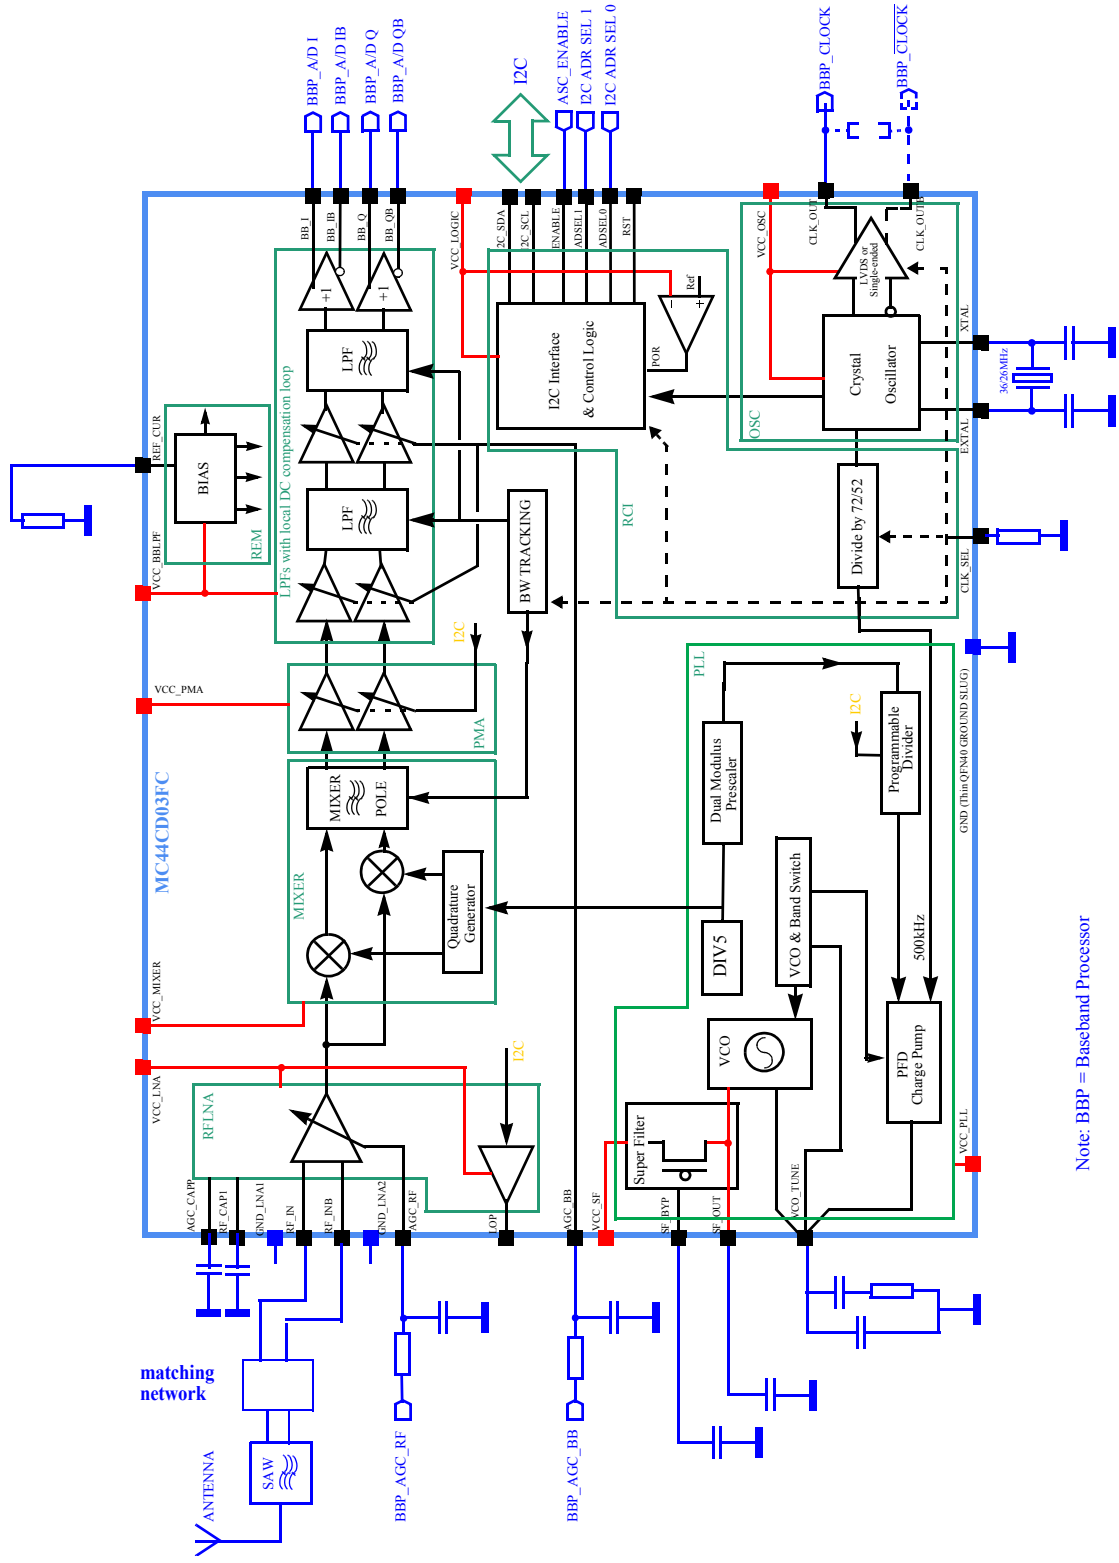 ANTENNA
SAW
matching
network
BBP_AGC_RF
BBP_AGC_BB
MC44CD03FC
AGC_CAPP
RF_CAP1
GND_LNA1
RF_IN
RF_INB
GND_LNA2
AGC_RF
LOP
AGC_BB
VCC_SF
SF_BYP
SF_OUT
VCO_TUNE
VCC_LNA
VCC_MIXER
VCC_PMA
VCC_BBLPF
REF_CUR
RFLNA
I2C
MIXER
MIXER
POLE
Quadrature
Generator
PMA
I2C
BW TRACKING
REM
BIAS
LPFs with local DC compensation loop
LPF
LPF
+1
+1
BB_I
BB_IB
BB_Q
BB_QB
BBP_A/D I
BBP_A/D IB
BBP_A/D Q
BBP_A/D QB
VCC_LOGIC
I2C_SDA
I2C_SCL
ENABLE
ADSEL1
ADSEL0
RST
I2C
ASC_ENABLE
I2C ADR SEL 1
I2C ADR SEL 0
I2C Interface
& Control Logic
POR
Ref
−
+
RCI
VCC_OSC
CLK_OUT
CLK_OUTB
BBP_CLOCK
BBP_CLOCK
LVDS or
Single-ended
Crystal
Oscillator
OSC
XTAL
EXTAL
36/26MHz
Divide by 72/52
CLK_SEL
GND (Thin QFN40 GROUND SLUG)
PLL
Dual Modulus
Prescaler
I2C
Programmable
Divider
DIV5
VCO & Band Switch
500kHz
VCO
PFD
Charge Pump
Super Filter
VCC_PLL
Note: BBP = Baseband Processor